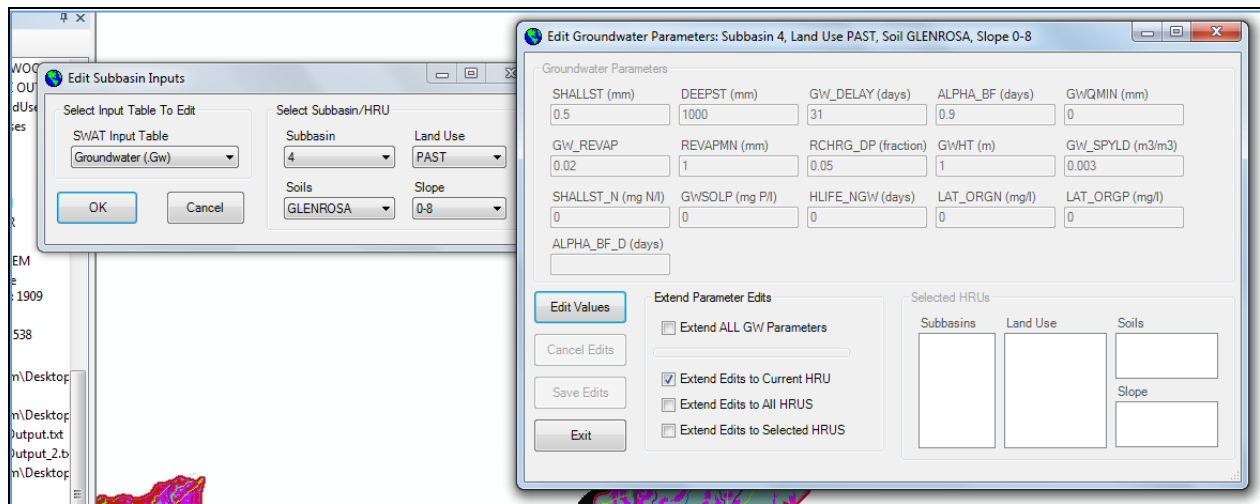 WOO
OU
dUse
ses
R
EM
e
: 1909
538
m\Desktop
m\Desktop
Output.txt
Output_2.tx
m\Desktop
Edit Subbasin Inputs
Select Input Table To Edit
SWAT Input Table
Groundwater (.Gw)
OK
Cancel
Select Subbasin/HRU
Subbasin
Land Use
4
PAST
Soils
Slope
GLENROSA
0-8
Edit Groundwater Parameters: Subbasin 4, Land Use PAST, Soil GLENROSA, Slope 0-8
Groundwater Parameters
SHALLST (mm)
DEEPST (mm)
GW_DELAY (days)
ALPHA_BF (days)
GWQMIN (mm)
0.5
1000
31
0.9
0
GW_REVAP
REVAPMN (mm)
RCHRG_DP (fraction)
GWHT (m)
GW_SPYLD (m3/m3)
0.02
1
0.05
1
0.003
SHALLST_N (mg N/l)
GWSOLP (mg P/l)
HLIFE_NGW (days)
LAT_ORGN (mg/l)
LAT_ORGP (mg/l)
0
0
0
0
0
ALPHA_BF_D (days)
Edit Values
Cancel Edits
Save Edits
Exit
Extend Parameter Edits
Extend ALL GW Parameters
Extend Edits to Current HRU
Extend Edits to All HRUS
Extend Edits to Selected HRUS
Selected HRUs
Subbasins
Land Use
Soils
Slope